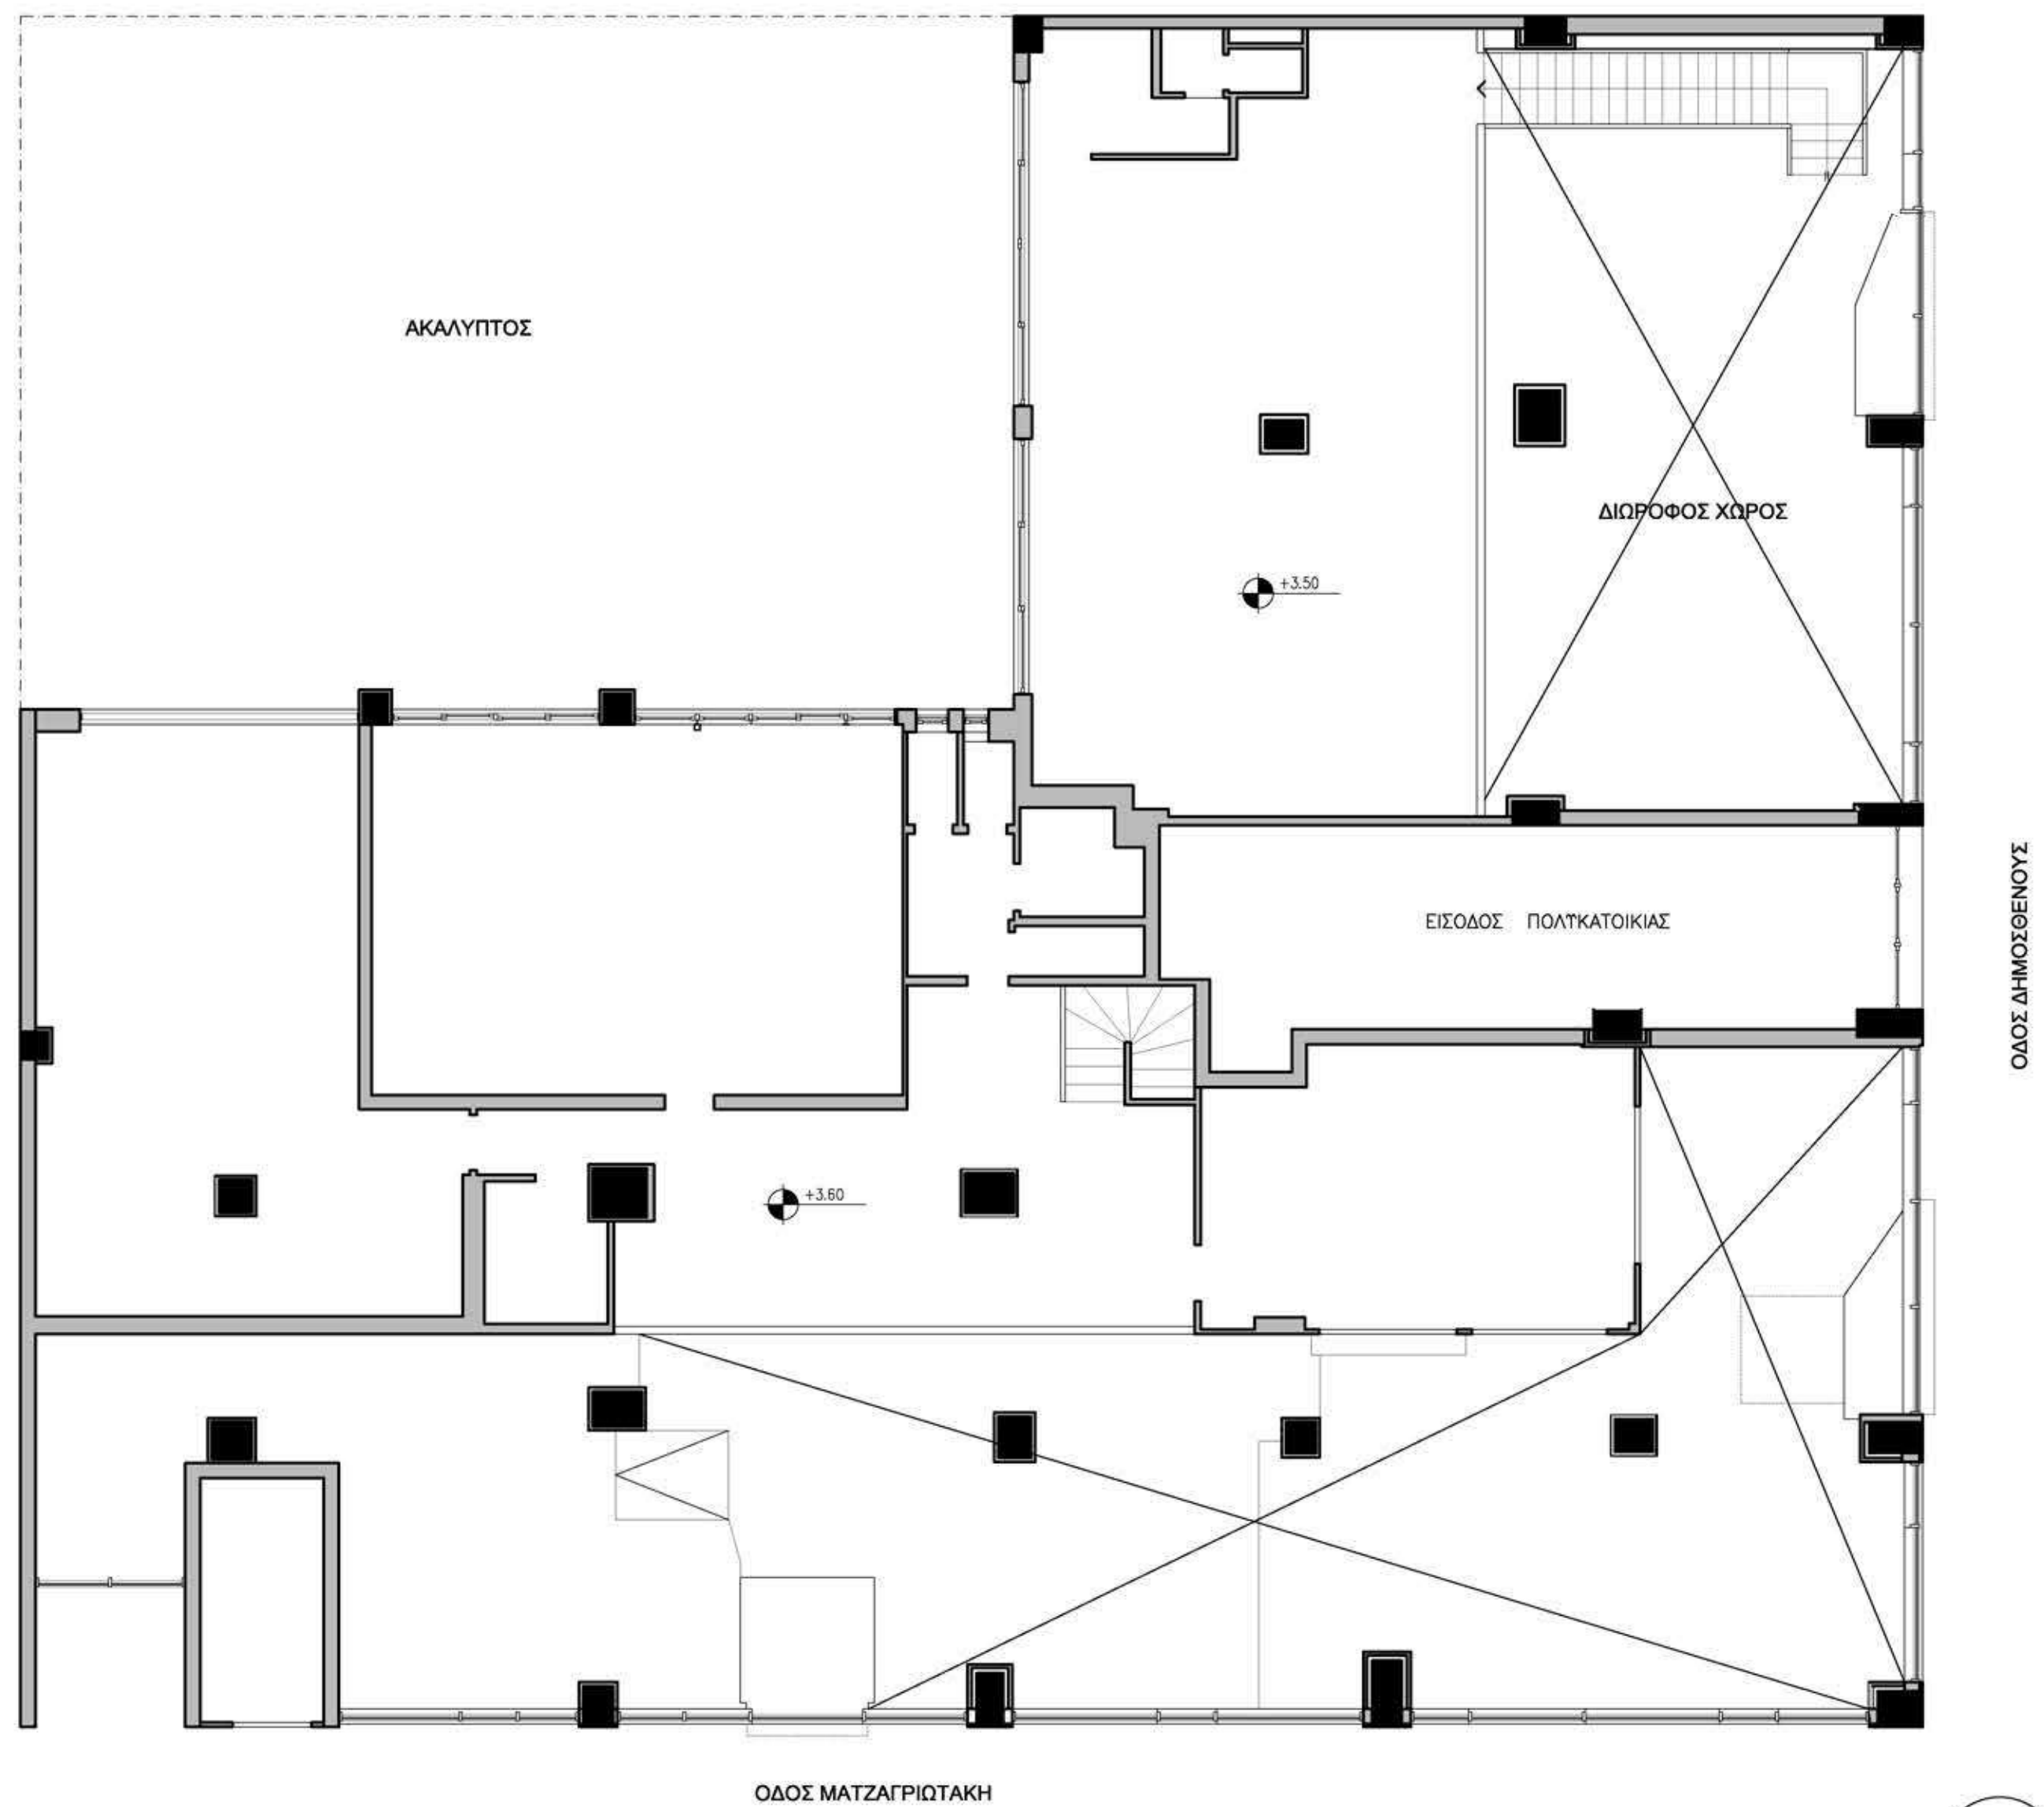 ΑΚΑΛΥΠΤΟΣ
ΔΙΩΡΟΦΟΣ ΧΩΡΟΣ
+3.50
ΕΙΣΟΔΟΣ ΠΟΛΥΚΑΤΟΙΚΙΑΣ
ΟΔΟΣ ΔΗΜΟΣΘΕΝΟΥΣ
+3.60
ΟΔΟΣ ΜΑΤΖΑΓΡΙΩΤΑΚΗ